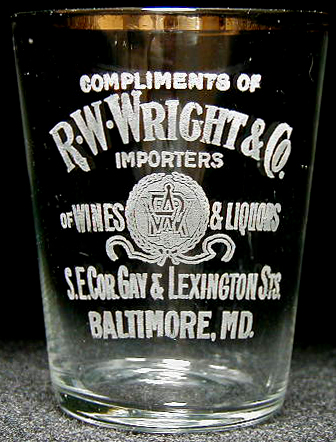 COMPLIMENTS OF
R·W·WRIGHT & CO.
IMPORTERS
OF WINES & LIQUORS
S.E.COR. GAY & LEXINGTON STS.
BALTIMORE, MD.